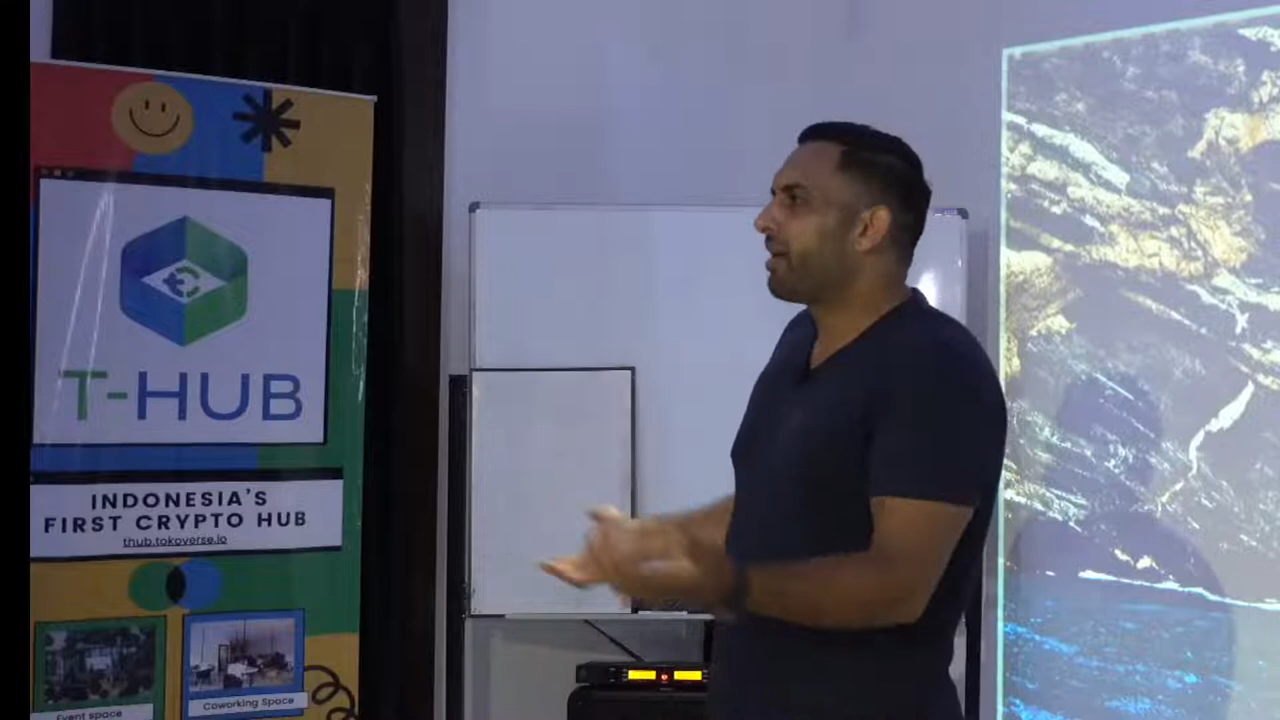 T-HUB
INDONESIA'S
FIRST CRYPTO HUB
thub.tokoverse.io
Event space
Coworking Space